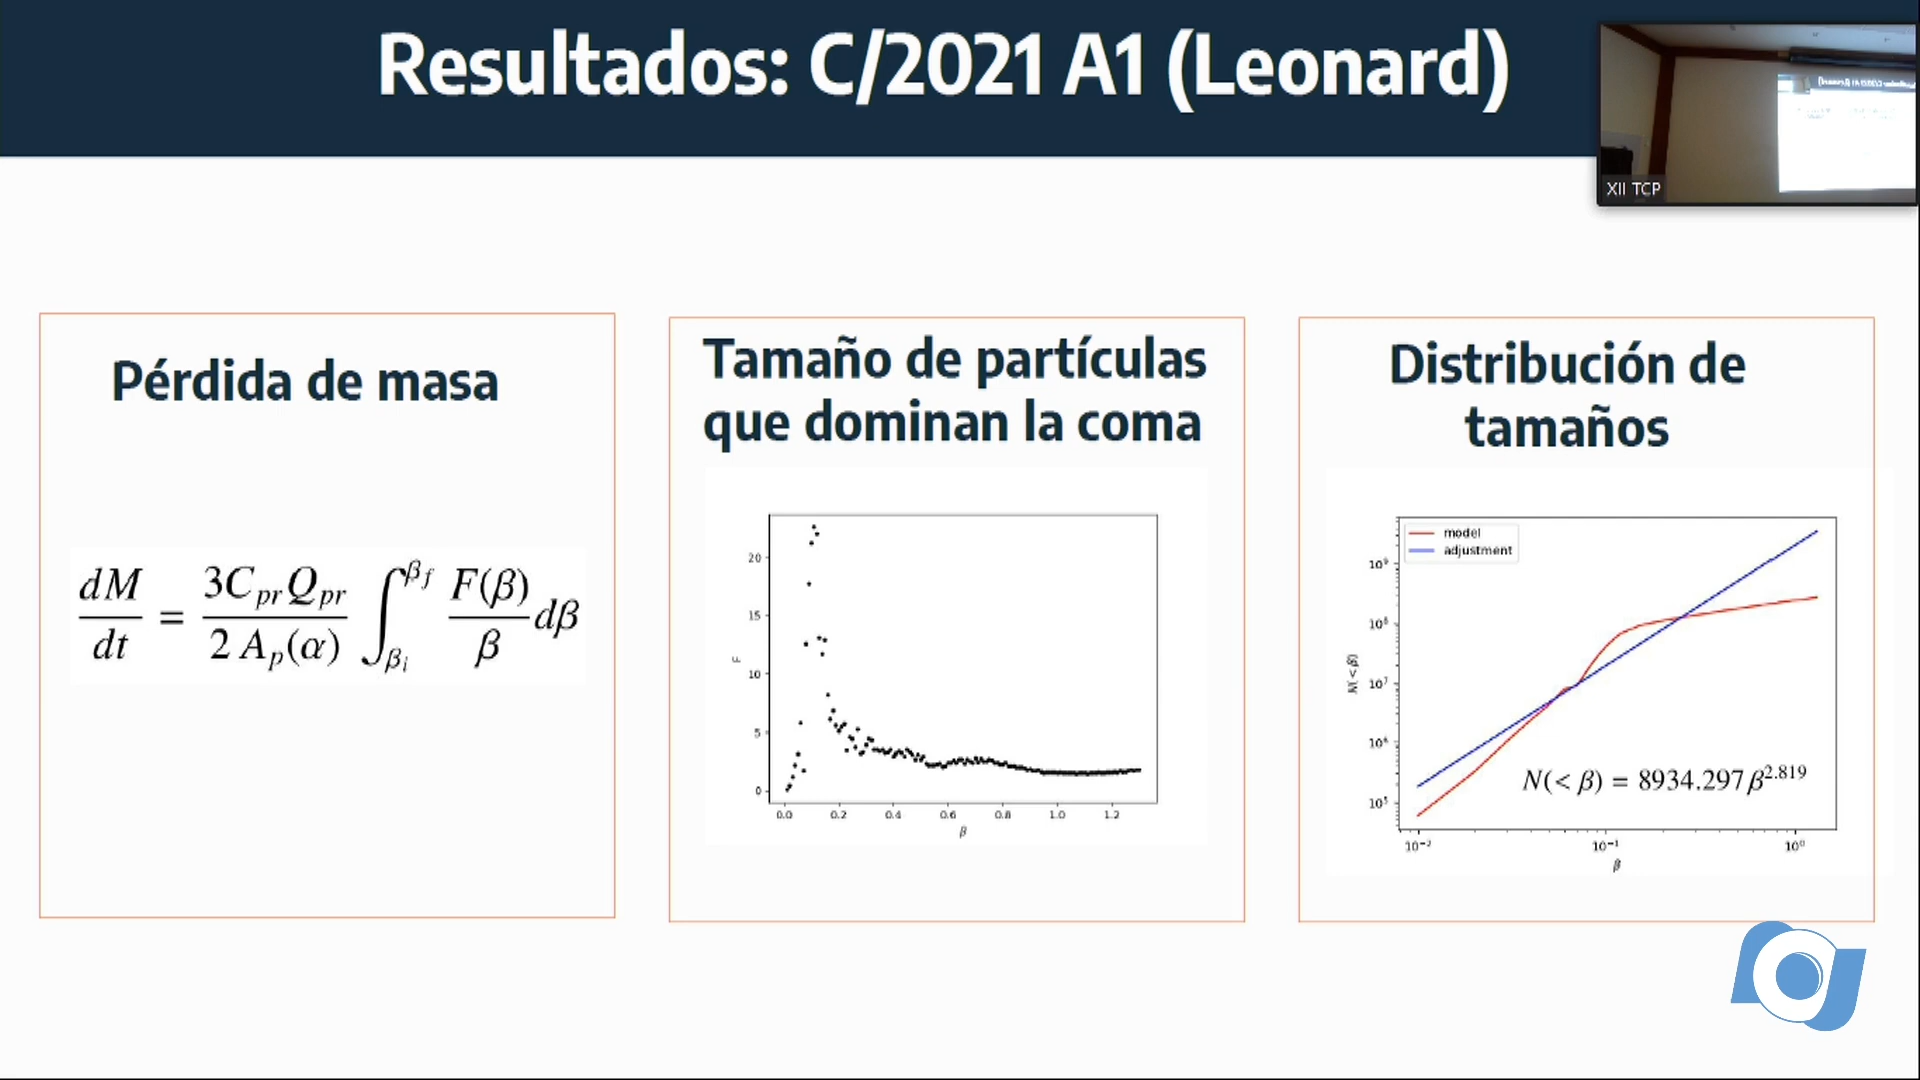 Resultados: C/2021 A1 (Leonard)
XII TCP
Pérdida de masa
dM/dt = 3C_pr Q_pr / 2 A_p(α) ∫_{β_i}^{β_f} F(β)/β dβ
Tamaño de partículas
que dominan la coma
20
15
10
5
0
F
0.0 0.2 0.4 0.6 0.8 1.0 1.2
β
Distribución de
tamaños
model
adjustment
10⁹
10⁸
10⁷
10⁶
10⁵
N(< β)
N(< β) = 8934.297β^2.819
10⁻² 10⁻¹ 10⁰
β